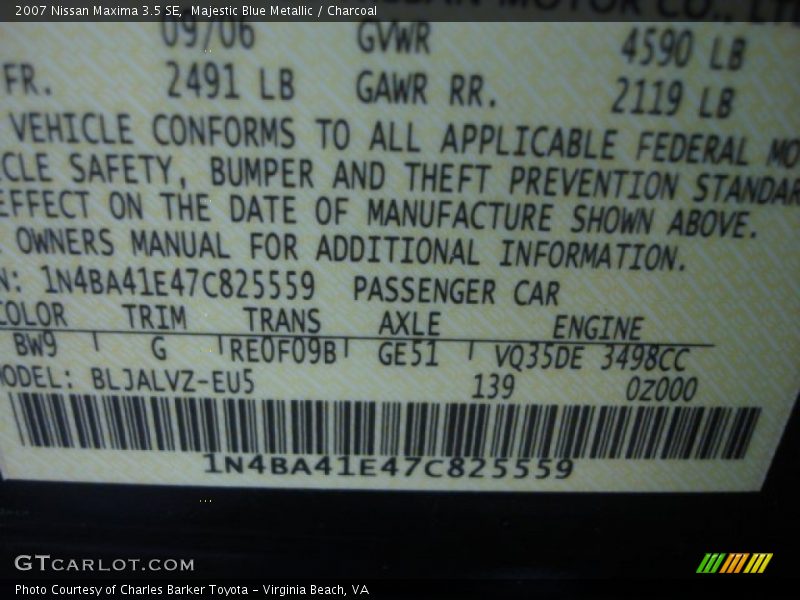 2007 Nissan Maxima 3.5 SE, Majestic Blue Metallic / Charcoal
MOTOR CO., LT
09/06 GVWR 4590 LB
FR. 2491 LB GAWR RR. 2119 LB
VEHICLE CONFORMS TO ALL APPLICABLE FEDERAL MO
CLE SAFETY, BUMPER AND THEFT PREVENTION STANDAR
EFFECT ON THE DATE OF MANUFACTURE SHOWN ABOVE.
OWNERS MANUAL FOR ADDITIONAL INFORMATION.
N: 1N4BA41E47C825559 PASSENGER CAR
COLOR TRIM TRANS AXLE ENGINE
BW9 G RE0F09B GE51 VQ35DE 3498CC
MODEL: BLJALVZ-EU5 139 0Z000
1N4BA41E47C825559
GTCARLOT.COM
Photo Courtesy of Charles Barker Toyota - Virginia Beach, VA